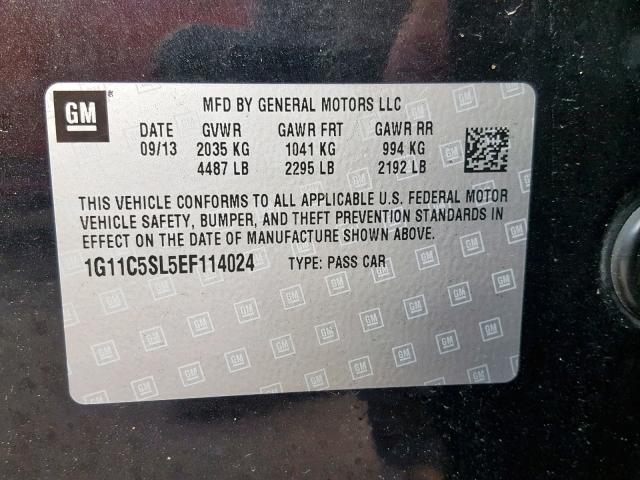 GM ®
MFD BY GENERAL MOTORS LLC
DATE GVWR GAWR FRT GAWR RR
09/13 2035 KG 1041 KG 994 KG
4487 LB 2295 LB 2192 LB
THIS VEHICLE CONFORMS TO ALL APPLICABLE U.S. FEDERAL MOTOR
VEHICLE SAFETY, BUMPER, AND THEFT PREVENTION STANDARDS IN
EFFECT ON THE DATE OF MANUFACTURE SHOWN ABOVE.
1G11C5SL5EF114024 TYPE: PASS CAR